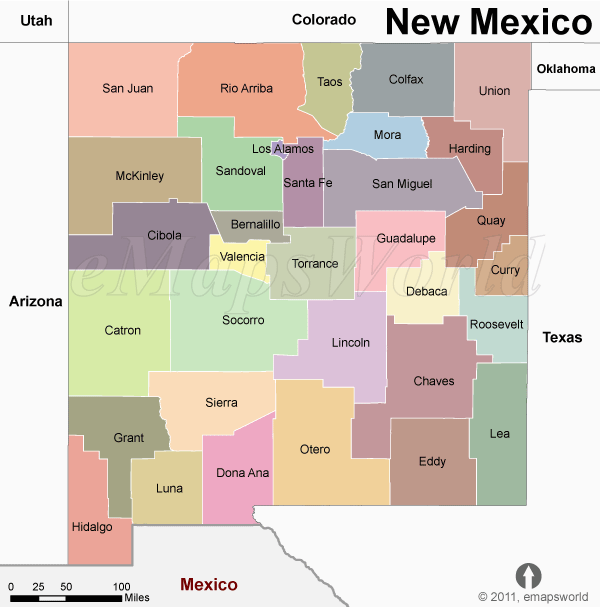 New Mexico
Utah
Colorado
Oklahoma
San Juan
Rio Arriba
Taos
Colfax
Union
Los Alamos
Mora
Harding
McKinley
Sandoval
Santa Fe
San Miguel
Quay
Cibola
Bernalillo
Valencia
Torrance
Guadalupe
Curry
eMapsWorld
Arizona
Debaca
Roosevelt
Texas
Catron
Socorro
Lincoln
Chaves
Sierra
Grant
Otero
Eddy
Lea
Luna
Dona Ana
Hidalgo
Mexico
0 25 50 100
Miles
© 2011, emapsworld